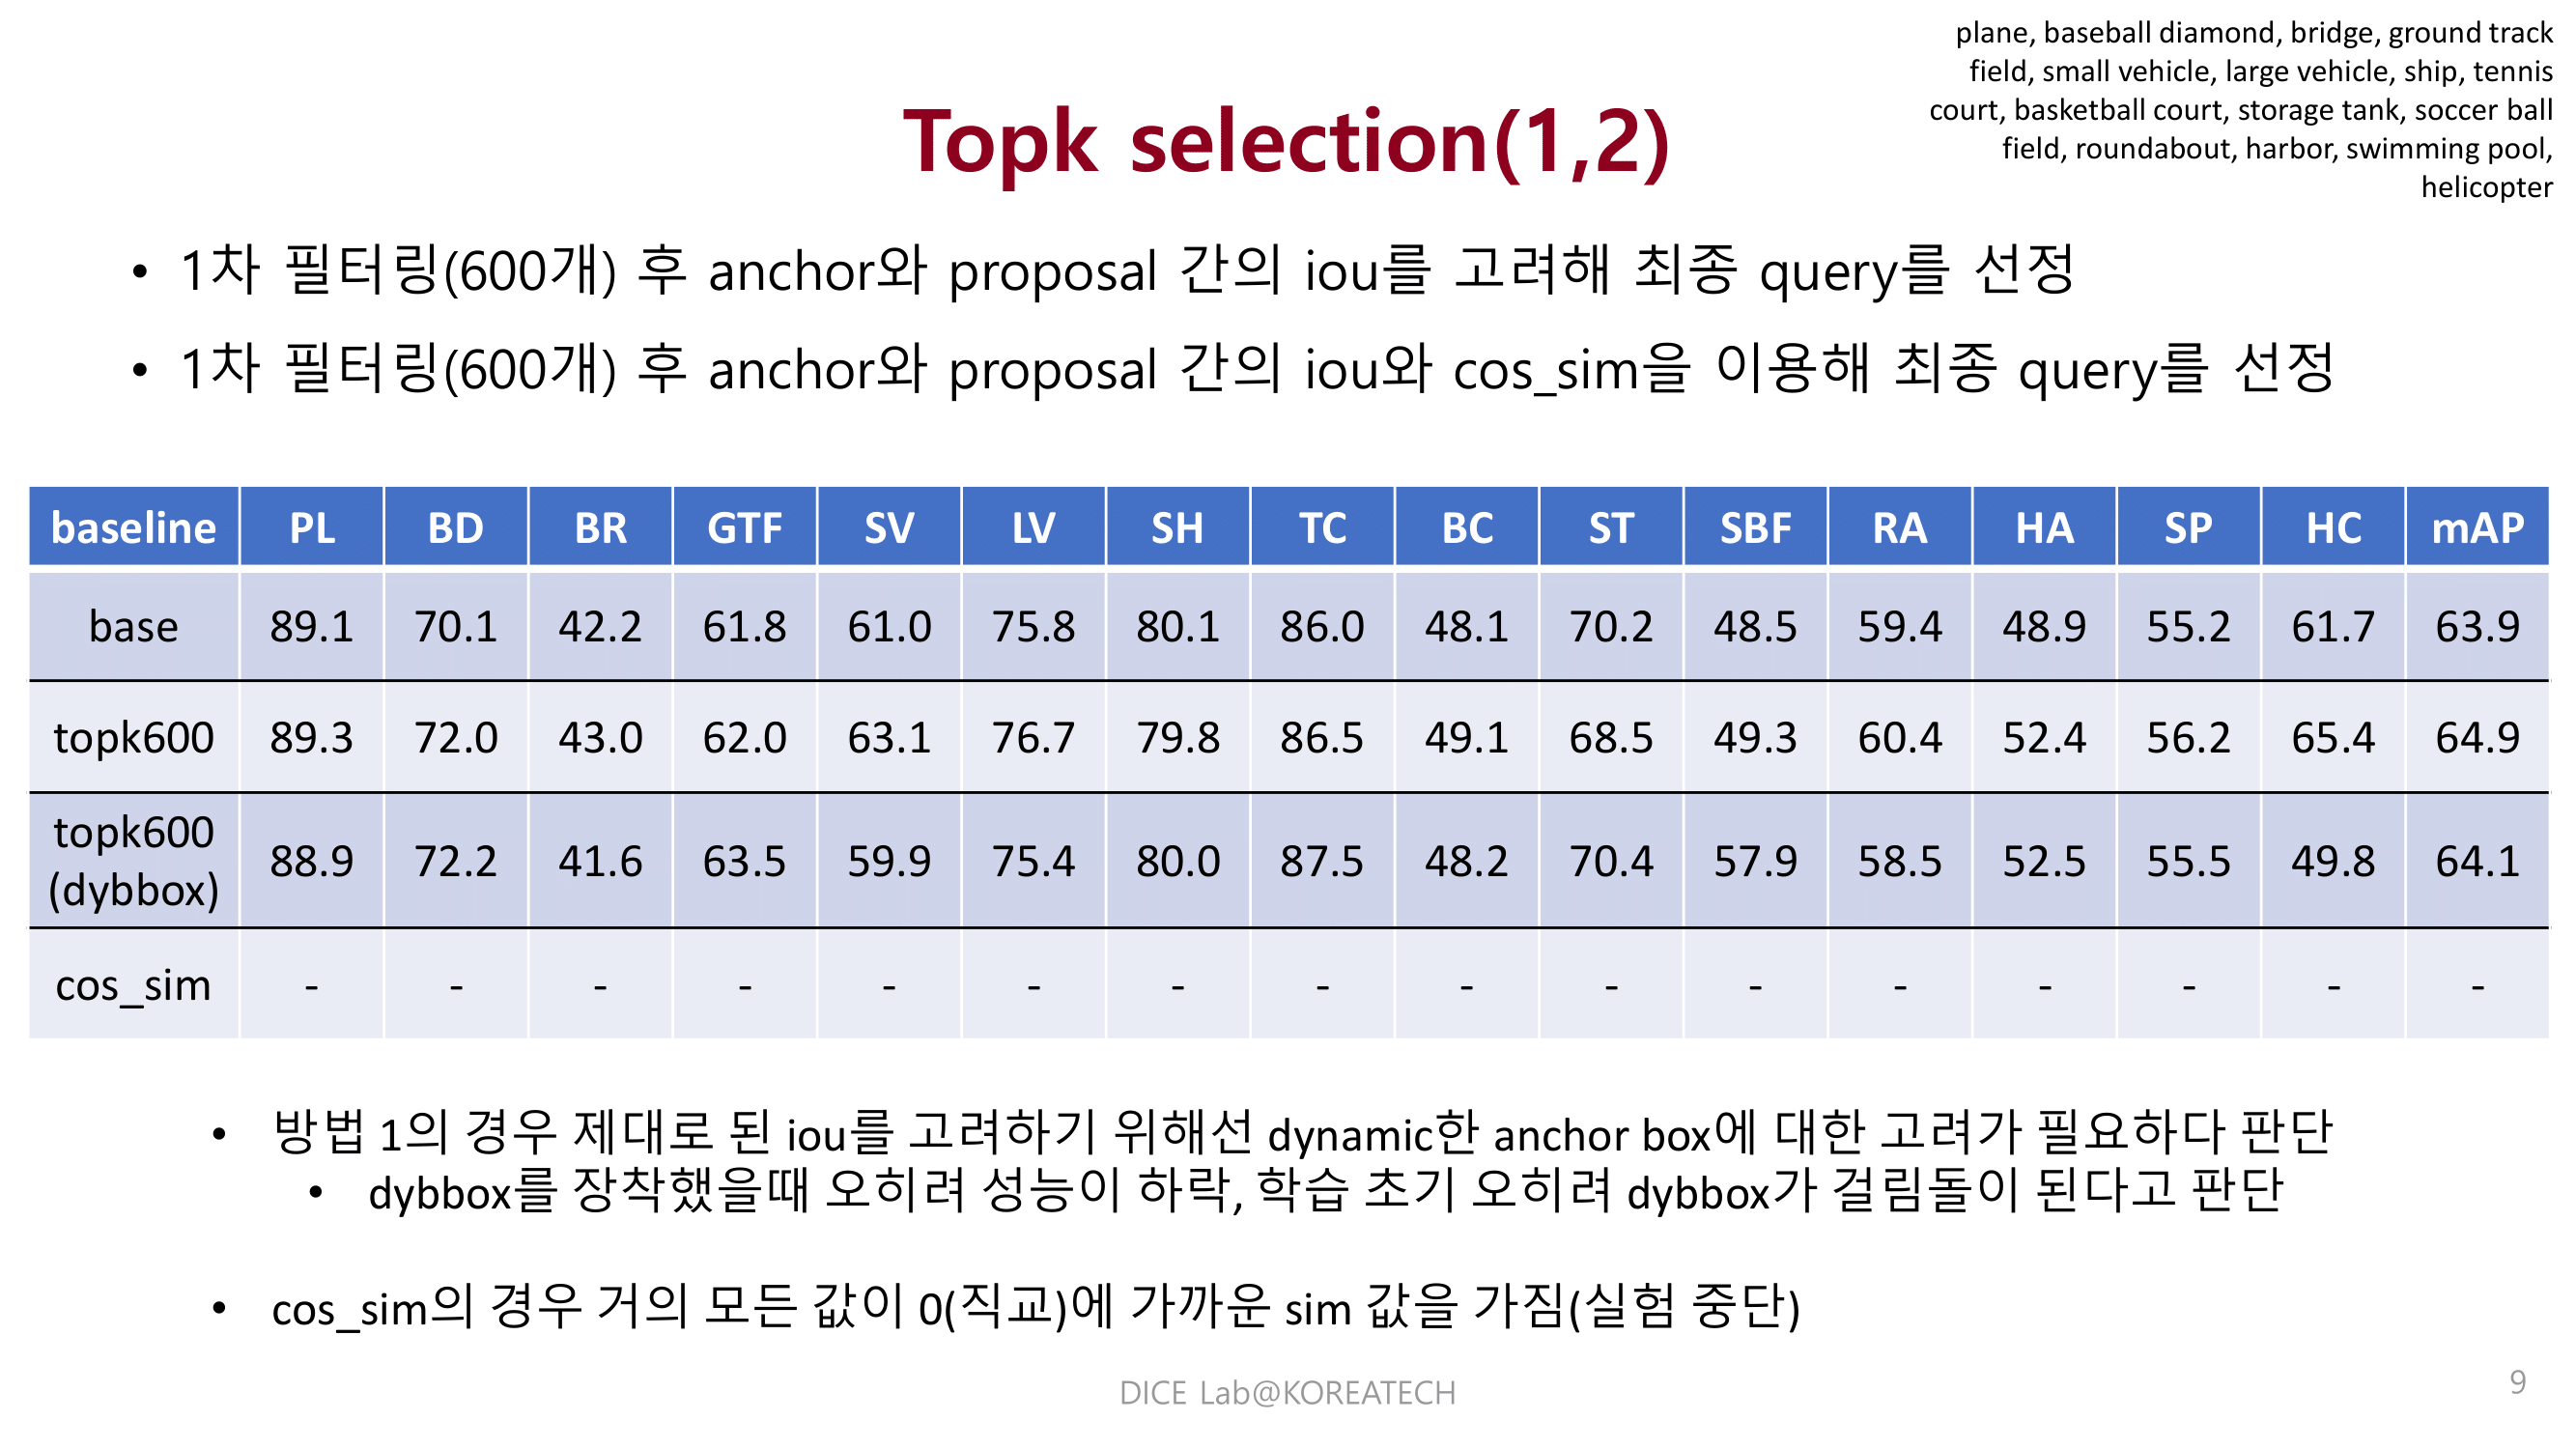 plane, baseball diamond, bridge, ground track
field, small vehicle, large vehicle, ship, tennis
court, basketball court, storage tank, soccer ball
field, roundabout, harbor, swimming pool,
helicopter
Topk selection(1,2)
• 1차 필터링(600개) 후 anchor와 proposal 간의 iou를 고려해 최종 query를 선정
• 1차 필터링(600개) 후 anchor와 proposal 간의 iou와 cos_sim을 이용해 최종 query를 선정
baseline PL BD BR GTF SV LV SH TC BC ST SBF RA HA SP HC mAP
base 89.1 70.1 42.2 61.8 61.0 75.8 80.1 86.0 48.1 70.2 48.5 59.4 48.9 55.2 61.7 63.9
topk600 89.3 72.0 43.0 62.0 63.1 76.7 79.8 86.5 49.1 68.5 49.3 60.4 52.4 56.2 65.4 64.9
topk600
(dybbox) 88.9 72.2 41.6 63.5 59.9 75.4 80.0 87.5 48.2 70.4 57.9 58.5 52.5 55.5 49.8 64.1
cos_sim - - - - - - - - - - - - - - - -
• 방법 1의 경우 제대로 된 iou를 고려하기 위해선 dynamic한 anchor box에 대한 고려가 필요하다 판단
• dybbox를 장착했을때 오히려 성능이 하락, 학습 초기 오히려 dybbox가 걸림돌이 된다고 판단
• cos_sim의 경우 거의 모든 값이 0(직교)에 가까운 sim 값을 가짐(실험 중단)
DICE Lab@KOREATECH
9